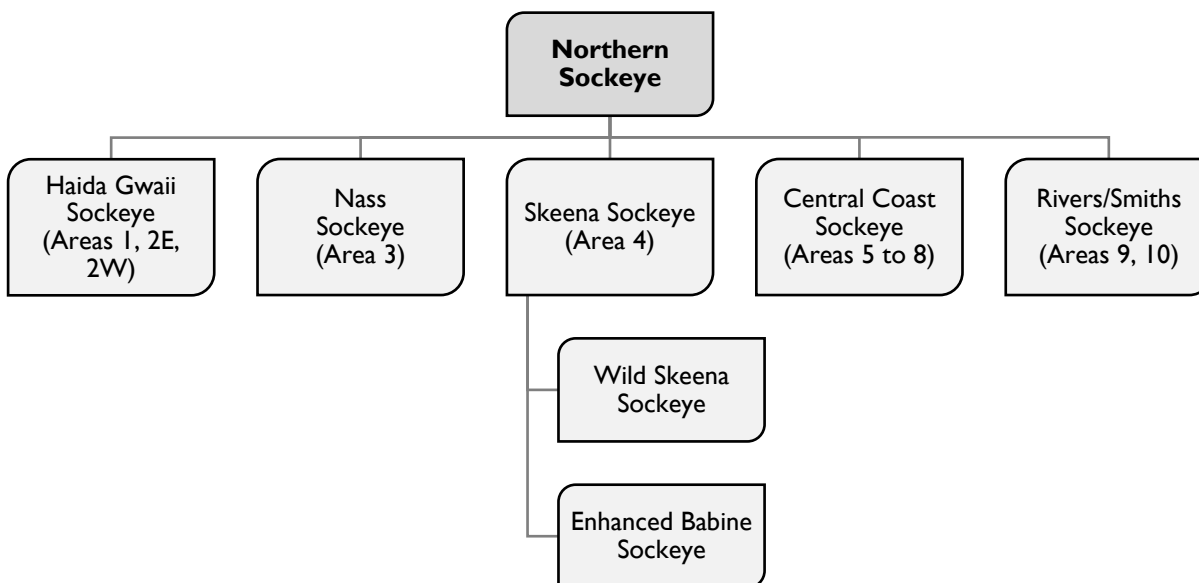 Northern
Sockeye
Haida Gwaii
Sockeye
(Areas 1, 2E,
2W)
Nass
Sockeye
(Area 3)
Skeena Sockeye
(Area 4)
Central Coast
Sockeye
(Areas 5 to 8)
Rivers/Smiths
Sockeye
(Areas 9, 10)
Wild Skeena
Sockeye
Enhanced Babine
Sockeye